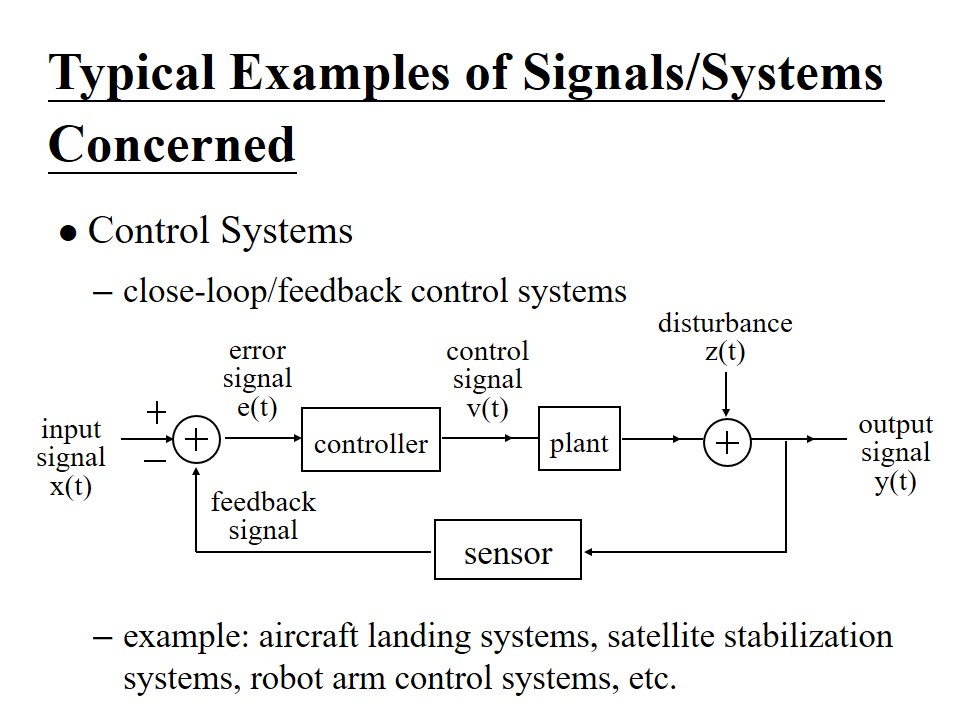 Typical Examples of Signals/Systems
Concerned
● Control Systems
– close-loop/feedback control systems
disturbance
z(t)
error
signal
e(t)
control
signal
v(t)
input
signal
x(t)
+
−
+
controller
plant
+
output
signal
y(t)
feedback
signal
sensor
– example: aircraft landing systems, satellite stabilization
systems, robot arm control systems, etc.